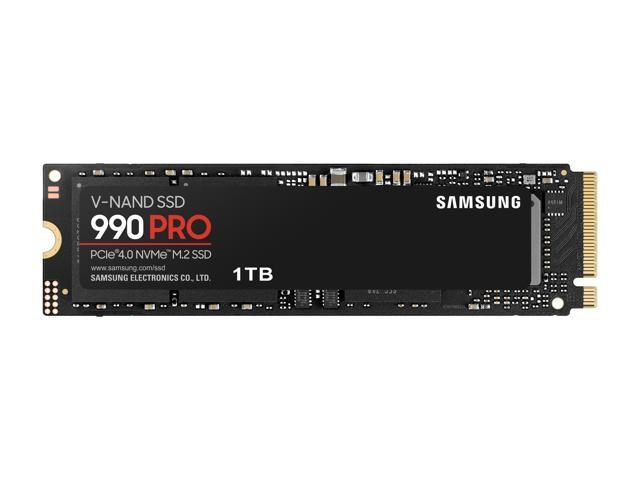 V-NAND SSD
990 PRO
PCIe®4.0 NVMe™ M.2 SSD
www.samsung.com/ssd
SAMSUNG ELECTRONICS CO., LTD.
1TB
SAMSUNG